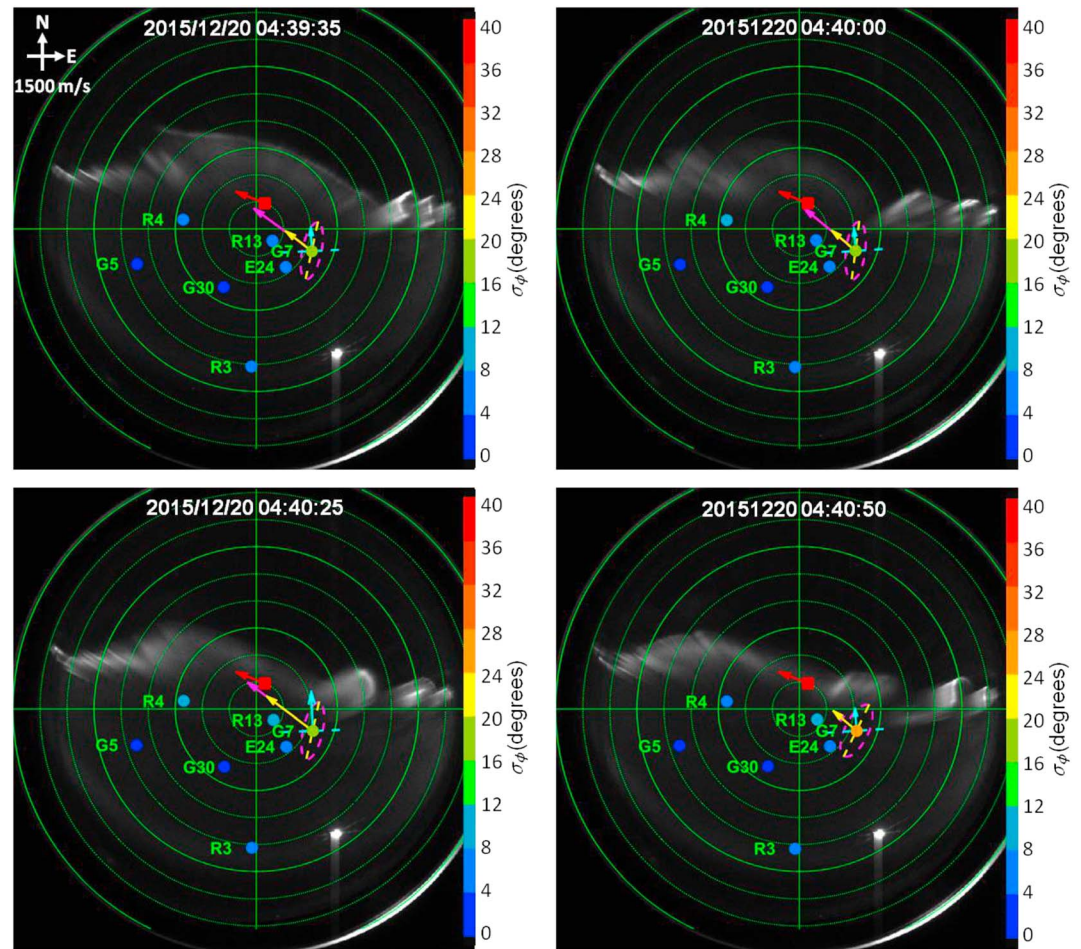 2015/12/20 04:39:35
N
E
1500 m/s
R4
R13
G7
G5
E24
G30
R3
40
36
32
28
24
20
16
12
8
4
0
σϕ(degrees)
20151220 04:40:00
R4
R13
G7
G5
E24
G30
R3
40
36
32
28
24
20
16
12
8
4
0
σϕ(degrees)
2015/12/20 04:40:25
R4
R13
G7
G5
E24
G30
R3
40
36
32
28
24
20
16
12
8
4
0
σϕ(degrees)
20151220 04:40:50
R4
R13
G7
G5
E24
G30
R3
40
36
32
28
24
20
16
12
8
4
0
σϕ(degrees)